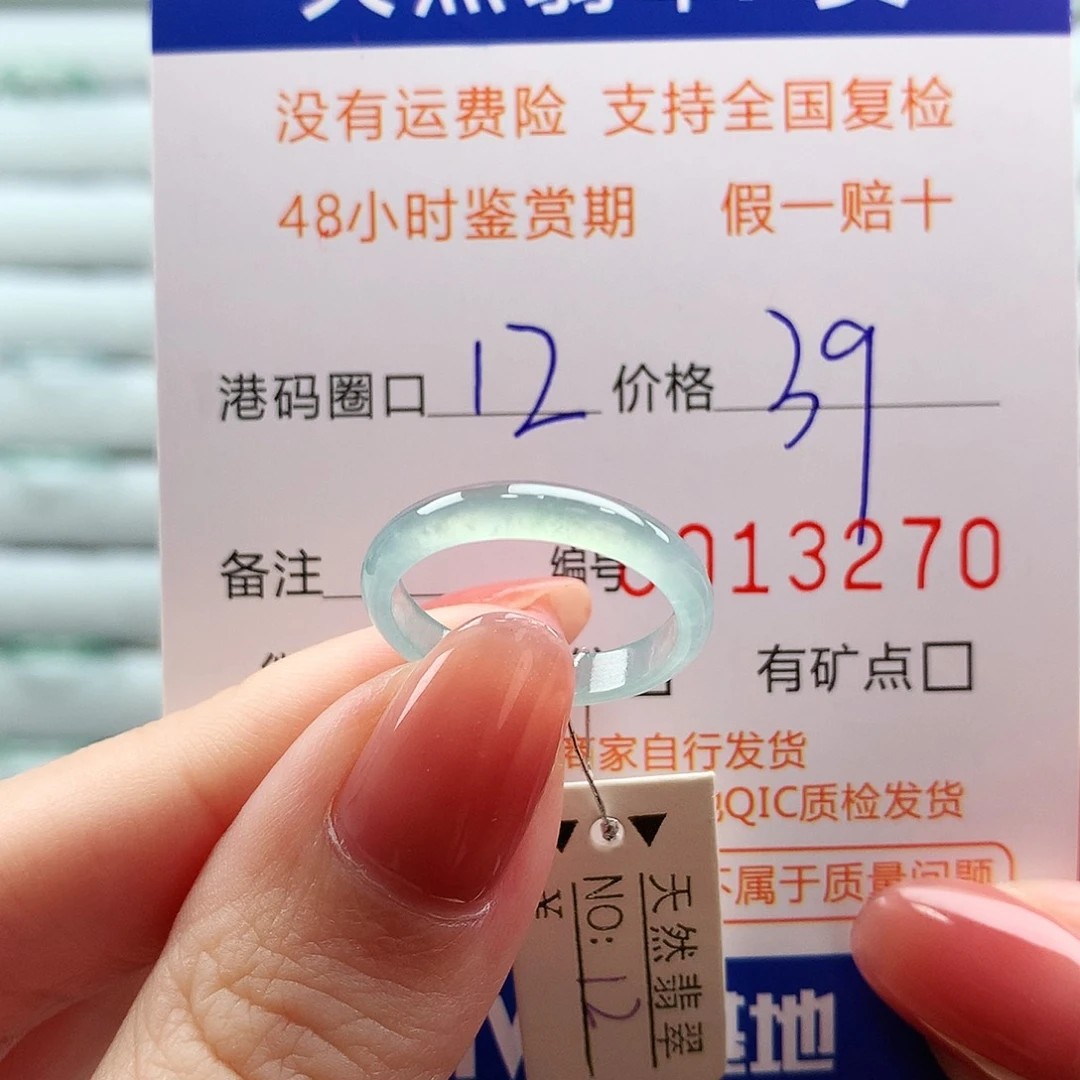 没有运费险 支持全国复检
48小时鉴赏期 假一赔十
港码圈口 12 价格 39
备注 编号 013270
有矿点□
商家自行发货
QIC质检发货
不属于质量问题
基地
天然翡翠
NO: 12
¥